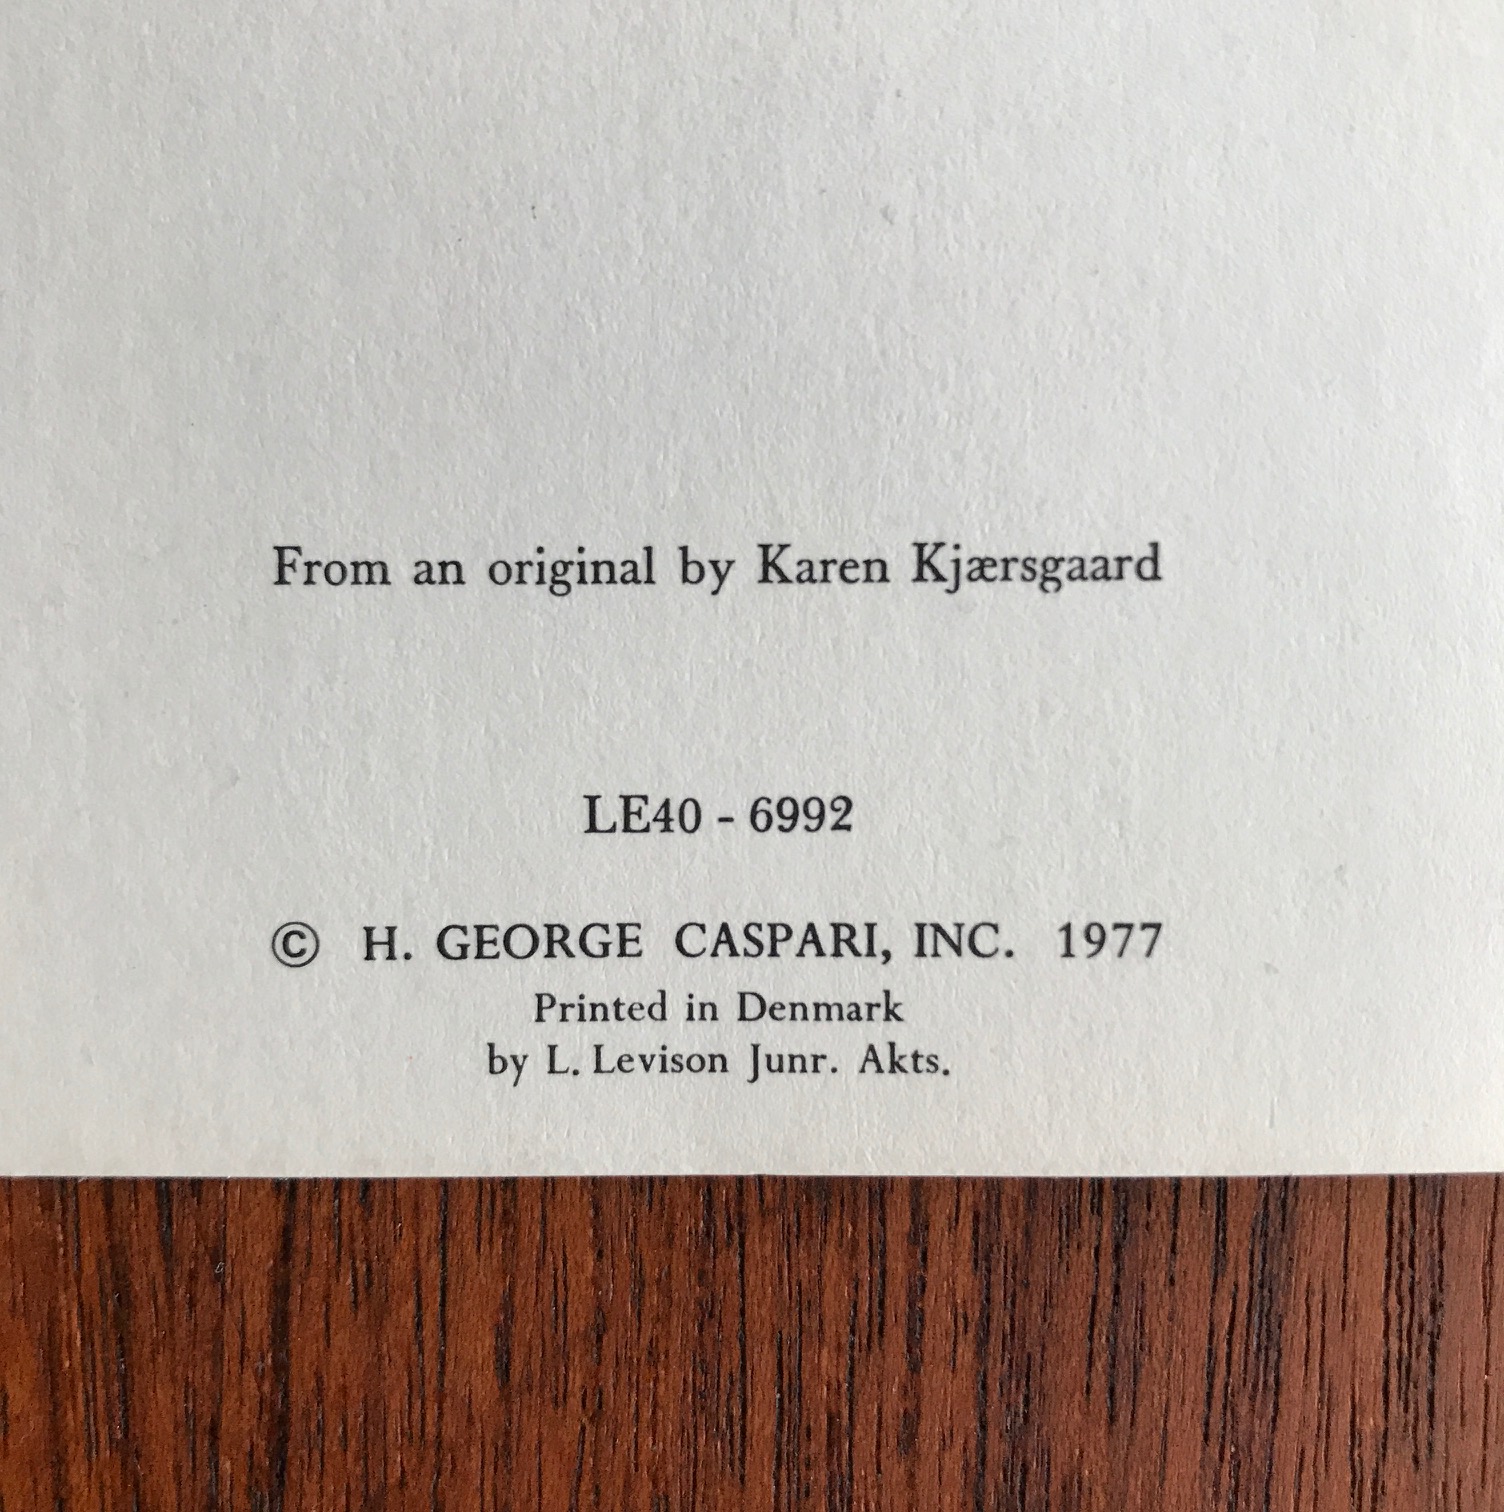 From an original by Karen Kjærsgaard
LE40 - 6992
© H. GEORGE CASPARI, INC. 1977
Printed in Denmark
by L. Levison Junr. Akts.